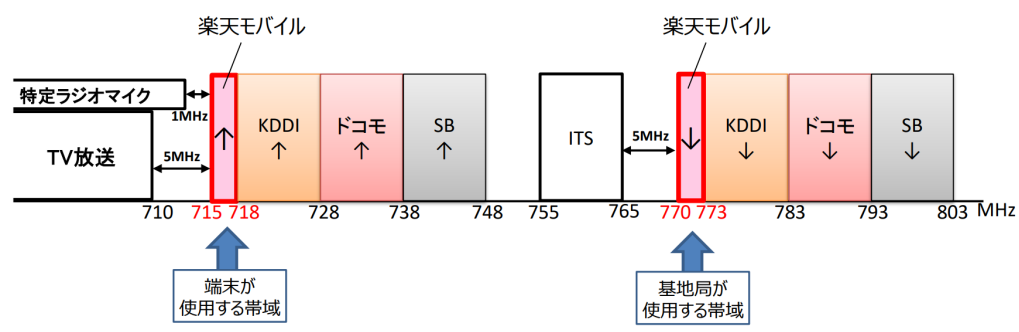 楽天モバイル
楽天モバイル
特定ラジオマイク
1MHz
TV放送
5MHz
↑
KDDI
↑
ドコモ
↑
SB
↑
ITS
5MHz
↓
KDDI
↓
ドコモ
↓
SB
↓
710 715 718 728 738 748 755 765 770 773 783 793 803 MHz
端末が
使用する帯域
基地局が
使用する帯域